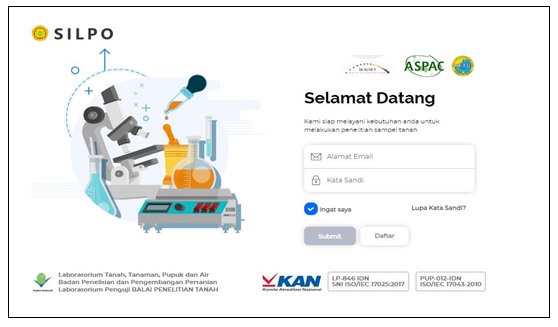 SILPO
ASPAC
Selamat Datang
Kami siap melayani kebutuhan anda untuk
melakukan penelitian sampel tanah
Alamat Email
Kata Sandi
Ingat saya
Lupa Kata Sandi?
Submit
Daftar
Laboratorium Tanah, Tanaman, Pupuk dan Air
Badan Penelitian dan Pengembangan Pertanian
Laboratorium Penguji BALAI PENELITIAN TANAH
KAN
Komite Akreditasi Nasional
LP-846 IDN
SNI ISO/IEC 17025:2017
PUP-012-IDN
ISO/IEC 17043-2010